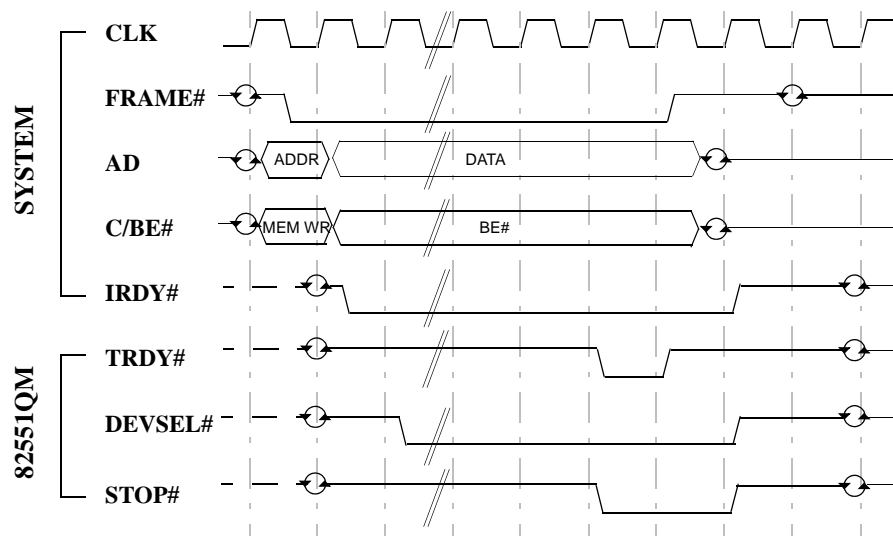 SYSTEM
CLK
FRAME#
AD
ADDR
DATA
C/BE#
MEM WR
BE#
IRDY#
82551QM
TRDY#
DEVSEL#
STOP#